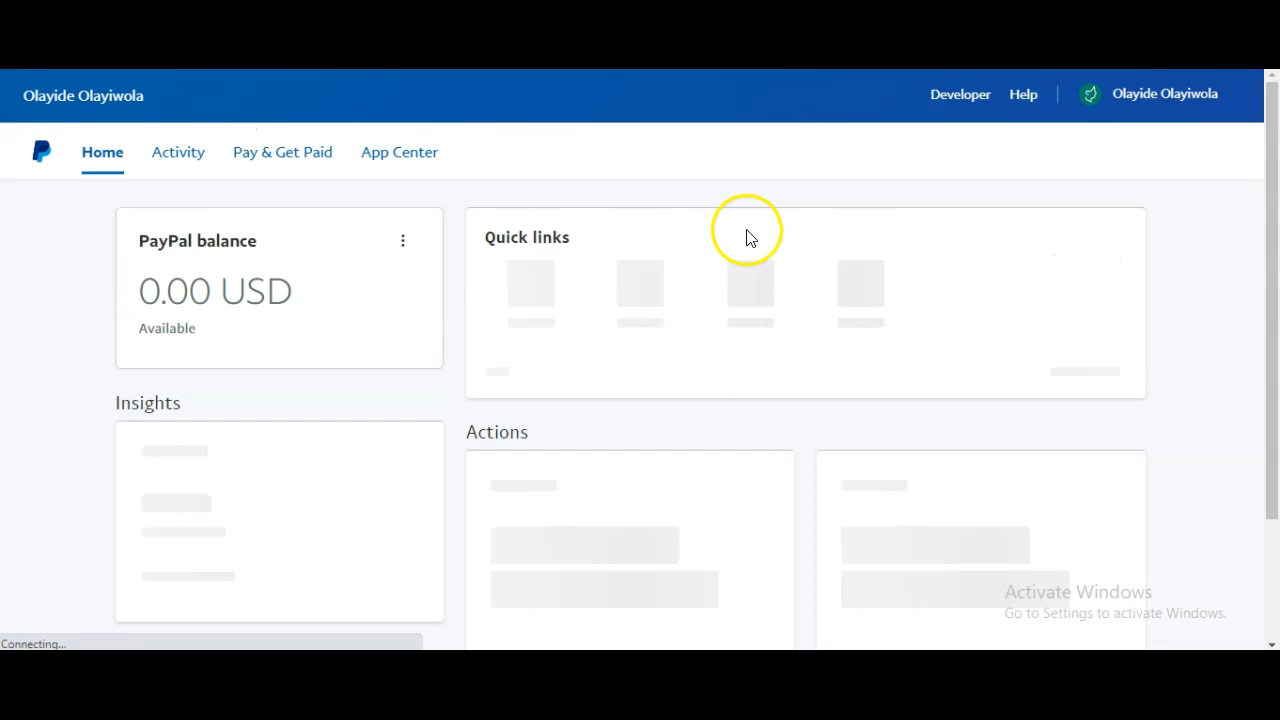 Olayide Olayiwola
Developer Help Olayide Olayiwola
Home Activity Pay & Get Paid App Center
PayPal balance
0.00 USD
Available
Quick links
Insights
Actions
Activate Windows
Go to Settings to activate Windows.
Connecting...